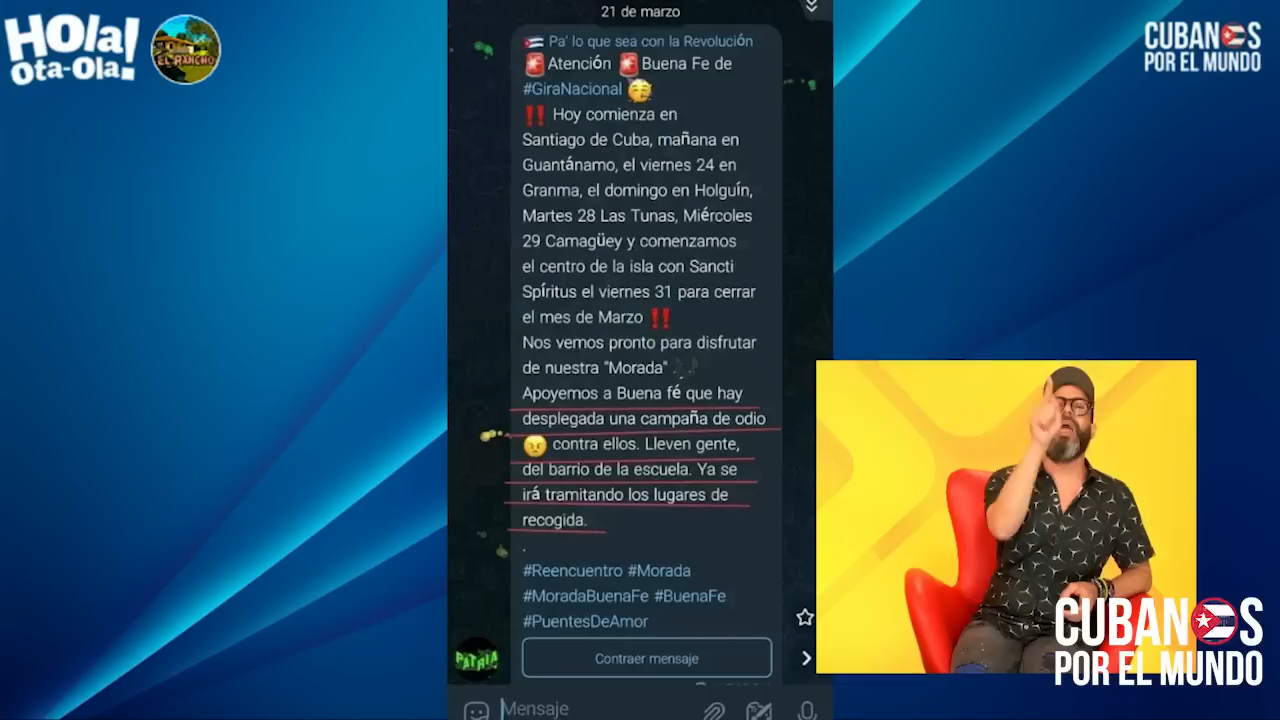 HOla!
Ota-Ola!
EL RANCHO
CUBANOS
POR EL MUNDO
21 de marzo
Pa' lo que sea con la Revolución
🚨Atención 🚨Buena Fe de
#GiraNacional 🥳
‼️ Hoy comienza en
Santiago de Cuba, mañana en
Guantánamo, el viernes 24 en
Granma, el domingo en Holguín,
Martes 28 Las Tunas, Miércoles
29 Camagüey y comenzamos
el centro de la isla con Sancti
Spíritus el viernes 31 para cerrar
el mes de Marzo ‼️
Nos vemos pronto para disfrutar
de nuestra "Morada" 🎶
Apoyemos a Buena fé que hay
desplegada una campaña de odio
😠 contra ellos. Lleven gente,
del barrio de la escuela. Ya se
irá tramitando los lugares de
recogida.
.
#Reencuentro #Morada
#MoradaBuenaFe #BuenaFe
#PuentesDeAmor
PATRIA
Contraer mensaje
Mensaje
CUBANOS
POR EL MUNDO